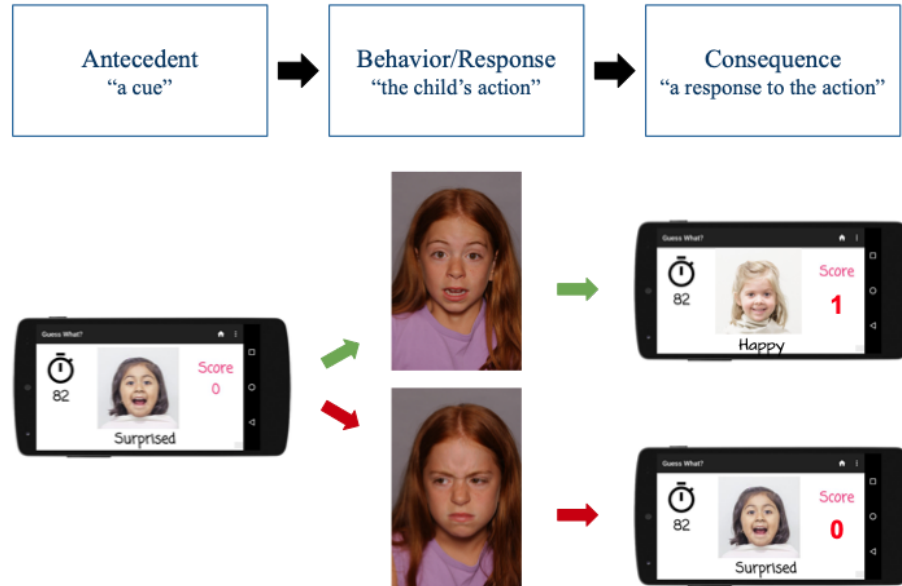 Antecedent
“a cue”
Behavior/Response
“the child’s action”
Consequence
“a response to the action”
Guess What?
82
Score
1
Happy
Guess What?
82
Score
0
Surprised
Guess What?
82
Score
0
Surprised